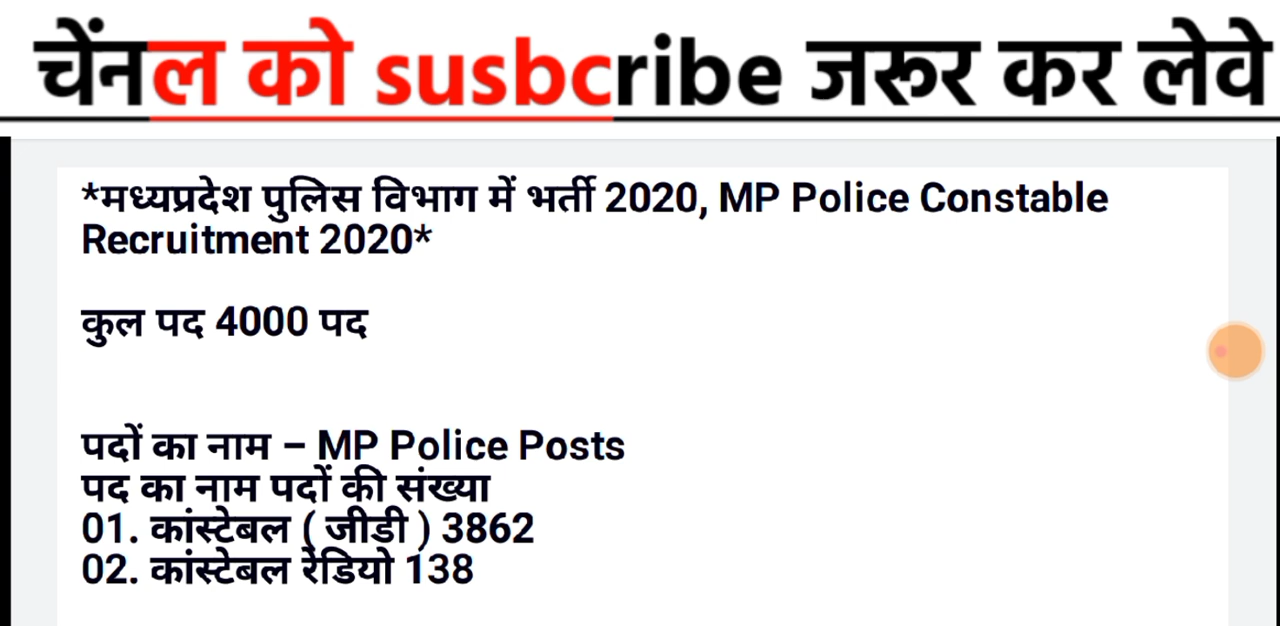 चेंनल को susbcribe जरूर कर लेवे
*मध्यप्रदेश पुलिस विभाग में भर्ती 2020, MP Police Constable
Recruitment 2020*
कुल पद 4000 पद
पदों का नाम – MP Police Posts
पद का नाम पदों की संख्या
01. कांस्टेबल ( जीडी ) 3862
02. कांस्टेबल रेडियो 138